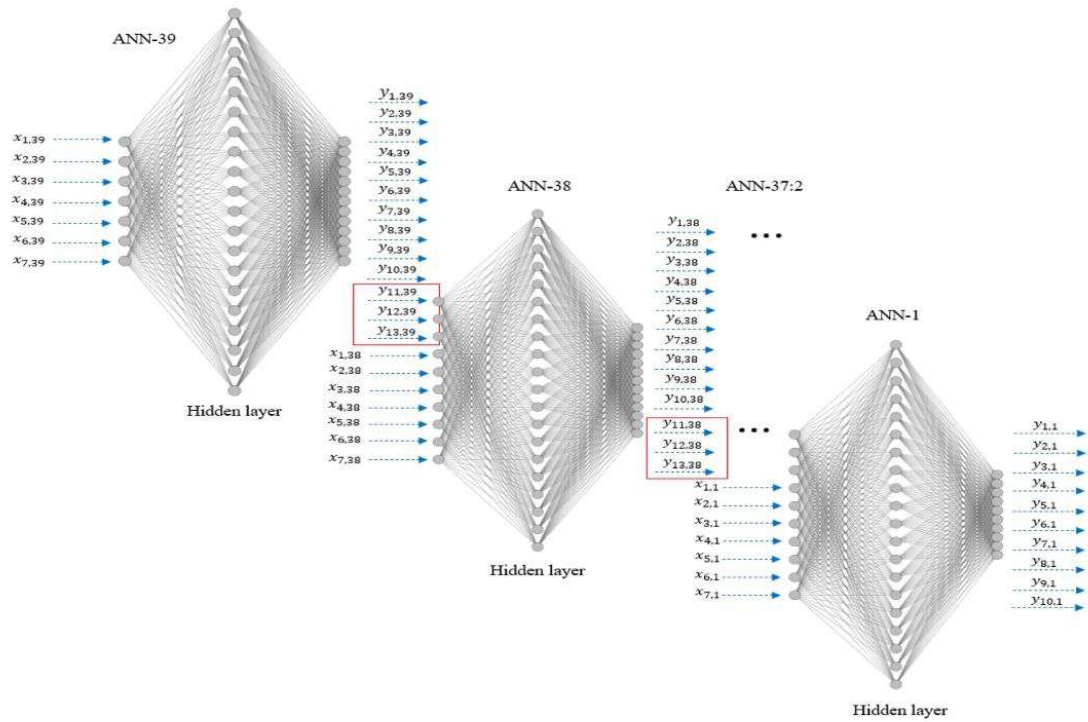 ANN-39
x1,39
x2,39
x3,39
x4,39
x5,39
x6,39
x7,39
Hidden layer
y1,39
y2,39
y3,39
y4,39
y5,39
y6,39
y7,39
y8,39
y9,39
y10,39
y11,39
y12,39
y13,39
ANN-38
x1,38
x2,38
x3,38
x4,38
x5,38
x6,38
x7,38
Hidden layer
ANN-37:2
y1,38
y2,38
y3,38
y4,38
y5,38
y6,38
y7,38
y8,38
y9,38
y10,38
y11,38
y12,38
y13,38
...
...
ANN-1
x1,1
x2,1
x3,1
x4,1
x5,1
x6,1
x7,1
Hidden layer
y1,1
y2,1
y3,1
y4,1
y5,1
y6,1
y7,1
y8,1
y9,1
y10,1